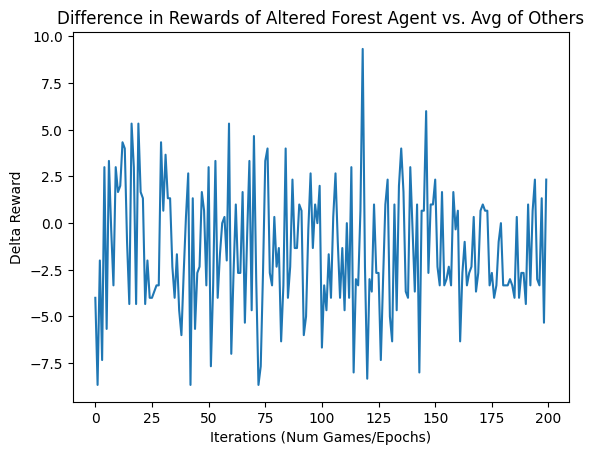 Difference in Rewards of Altered Forest Agent vs. Avg of Others
10.0
7.5
5.0
2.5
0.0
−2.5
−5.0
−7.5
Delta Reward
0 25 50 75 100 125 150 175 200
Iterations (Num Games/Epochs)